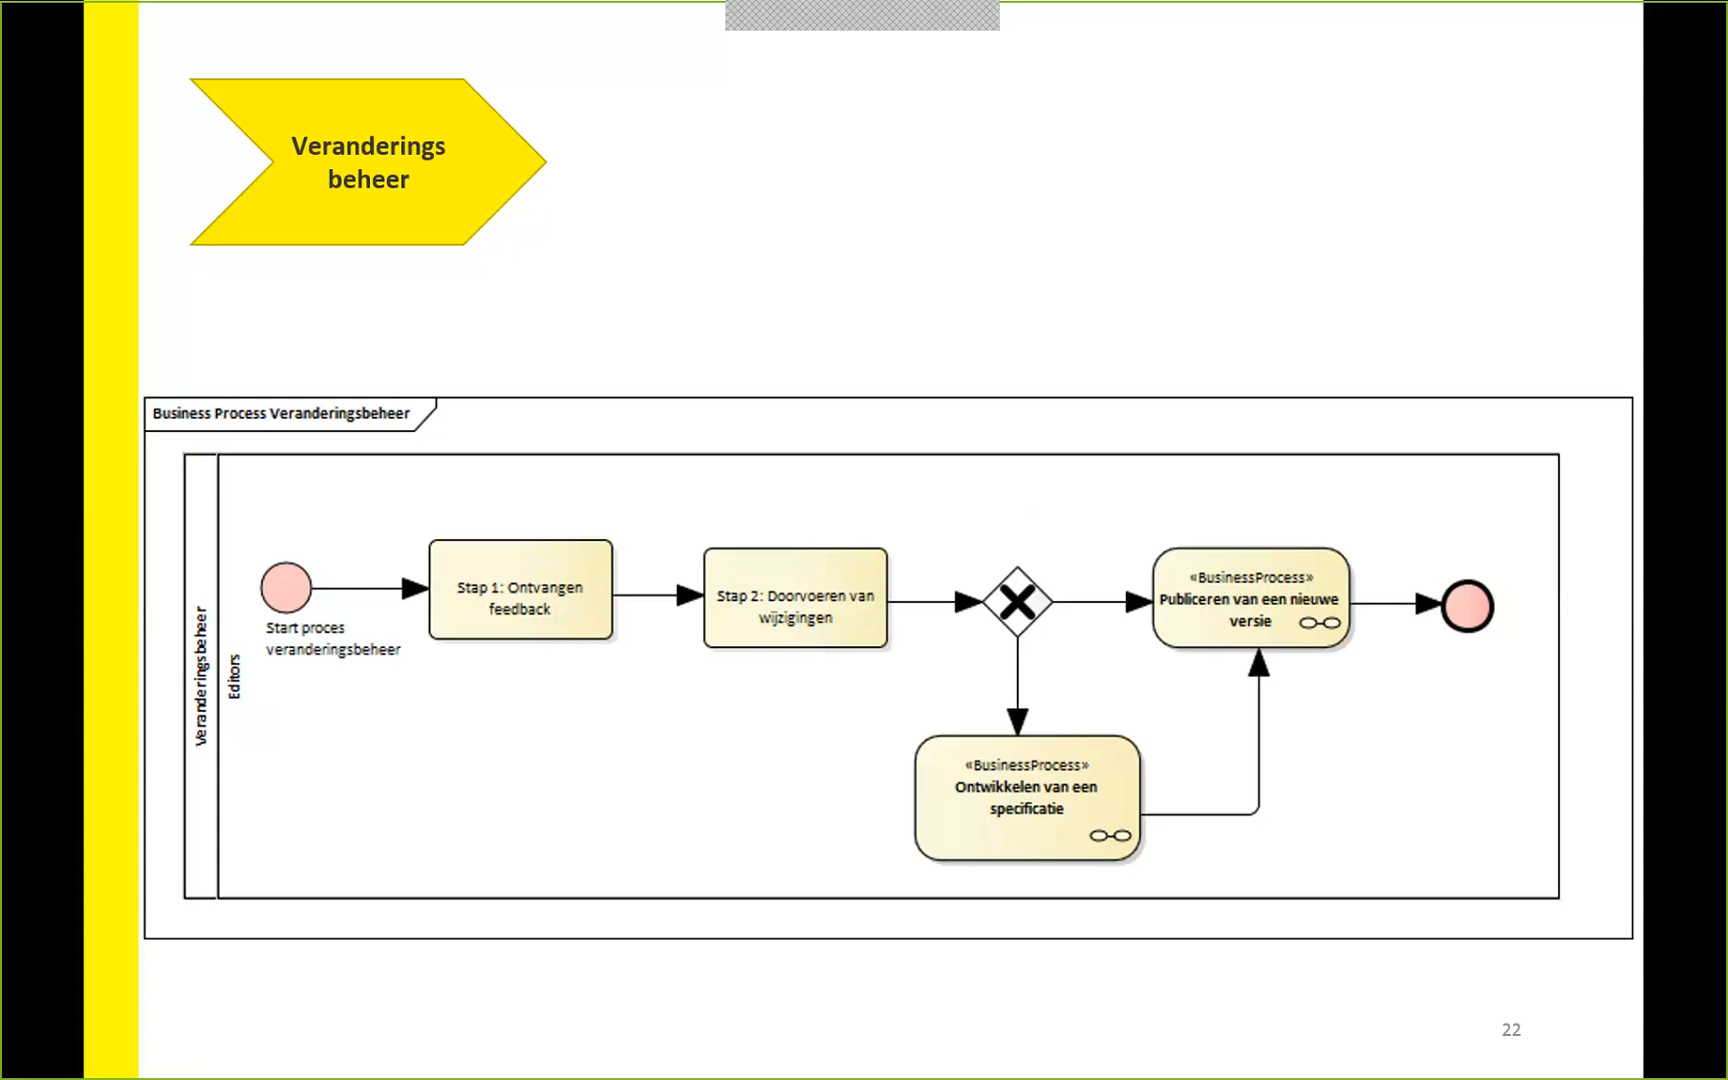 Veranderings
beheer
Business Process Veranderingsbeheer
Veranderingsbeheer
Editors
Start proces
veranderingsbeheer
Stap 1: Ontvangen
feedback
Stap 2: Doorvoeren van
wijzigingen
«BusinessProcess»
Publiceren van een nieuwe
versie
«BusinessProcess»
Ontwikkelen van een
specificatie
22